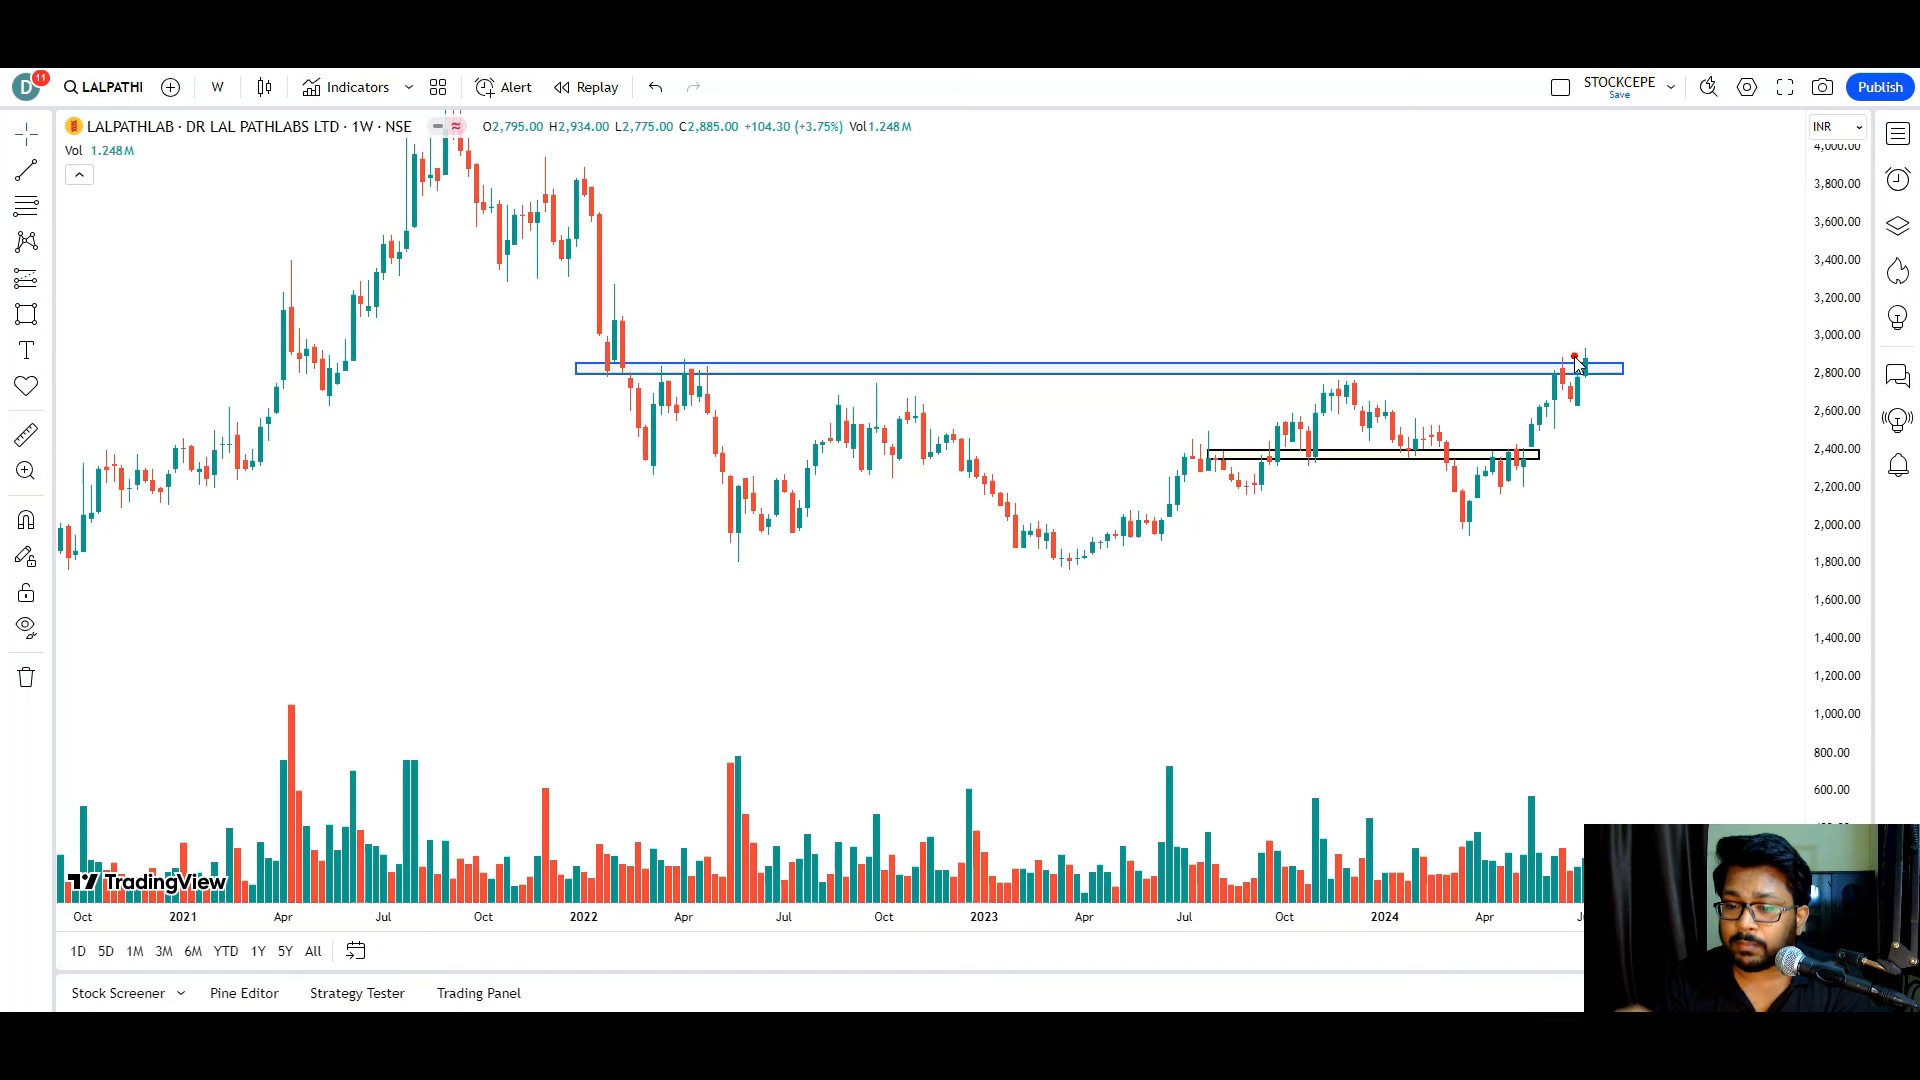 D 11 LALPATHI W Indicators Alert Replay STOCKCEPE Save Publish
LALPATHLAB · DR LAL PATHLABS LTD · 1W · NSE O2,795.00 H2,934.00 L2,775.00 C2,885.00 +104.30 (+3.75%) Vol1.248 M INR
Vol 1.248 M
4,000.00
3,800.00
3,600.00
3,400.00
3,200.00
3,000.00
2,800.00
2,600.00
2,400.00
2,200.00
2,000.00
1,800.00
1,600.00
1,400.00
1,200.00
1,000.00
800.00
600.00
TradingView
Oct 2021 Apr Jul Oct 2022 Apr Jul Oct 2023 Apr Jul Oct 2024 Apr
1D 5D 1M 3M 6M YTD 1Y 5Y All
Stock Screener Pine Editor Strategy Tester Trading Panel